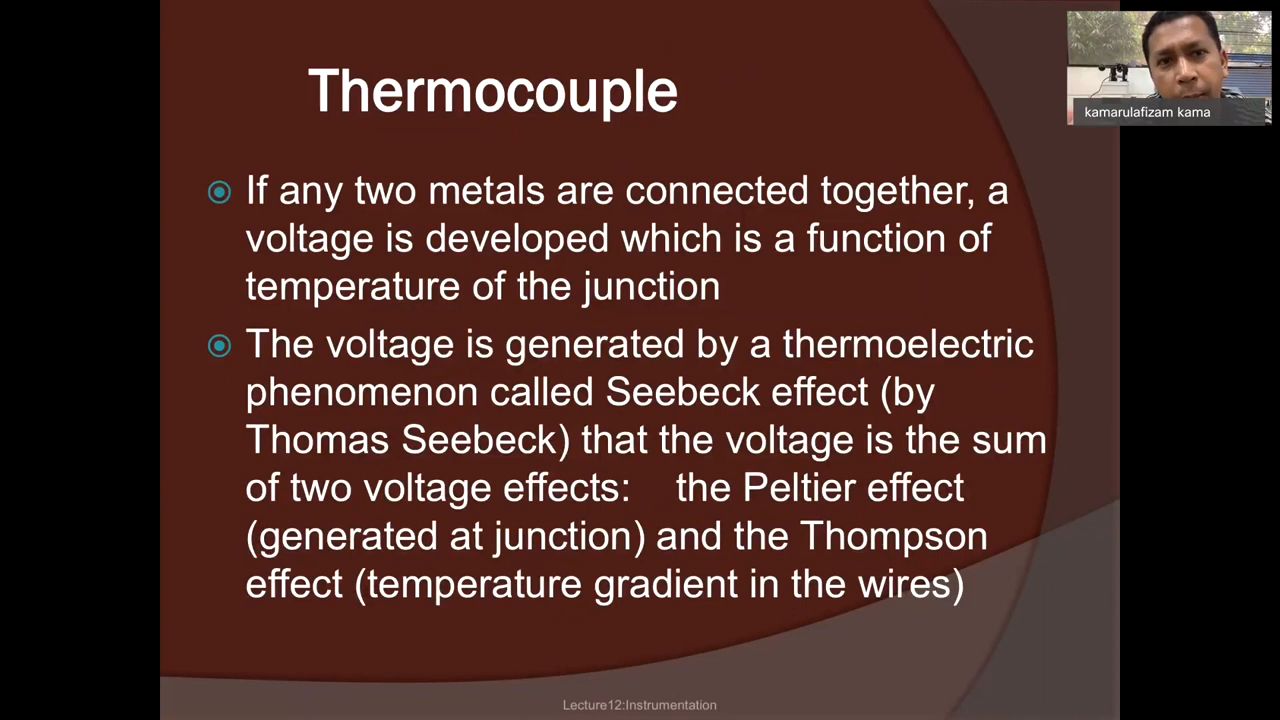 Thermocouple
kamarulafizam kama
If any two metals are connected together, a
voltage is developed which is a function of
temperature of the junction
The voltage is generated by a thermoelectric
phenomenon called Seebeck effect (by
Thomas Seebeck) that the voltage is the sum
of two voltage effects: the Peltier effect
(generated at junction) and the Thompson
effect (temperature gradient in the wires)
Lecture12:Instrumentation